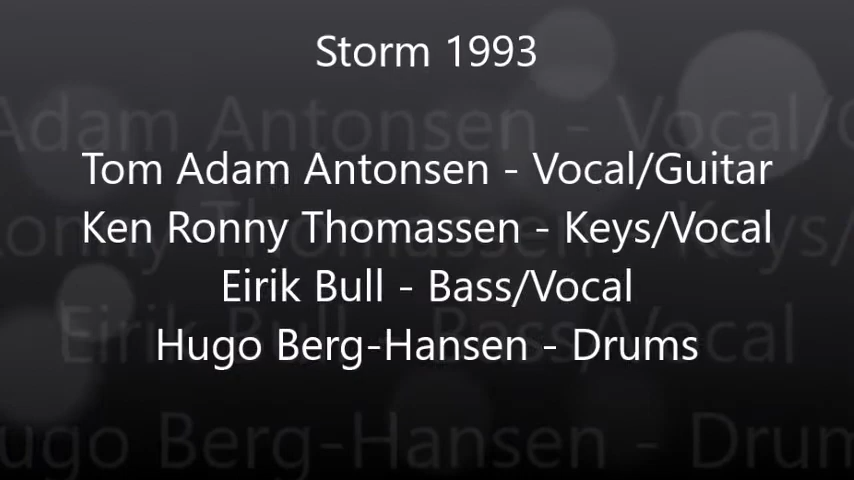 Storm 1993
Tom Adam Antonsen - Vocal/Guitar
Ken Ronny Thomassen - Keys/Vocal
Eirik Bull - Bass/Vocal
Hugo Berg-Hansen - Drums